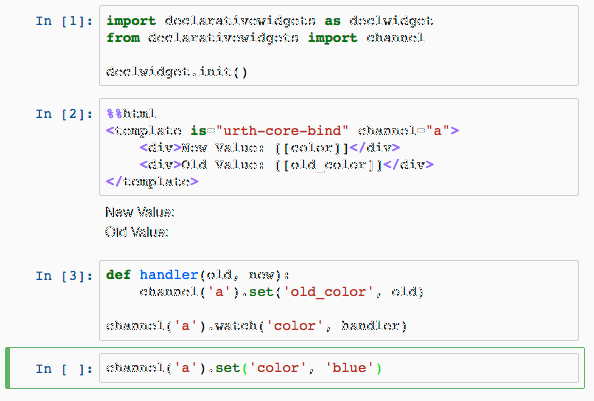 In [1]: import declarativewidgets as declwidget
from declarativewidgets import channel
declwidget.init()
In [2]: %%html
<template is="urth-core-bind" channel="a">
<div>New Value: {{color}}</div>
<div>Old Value: {{old_color}}</div>
</template>
New Value:
Old Value:
In [3]: def handler(old, new):
channel('a').set('old_color', old)
channel('a').watch('color', handler)
In [ ]: channel('a').set('color', 'blue')